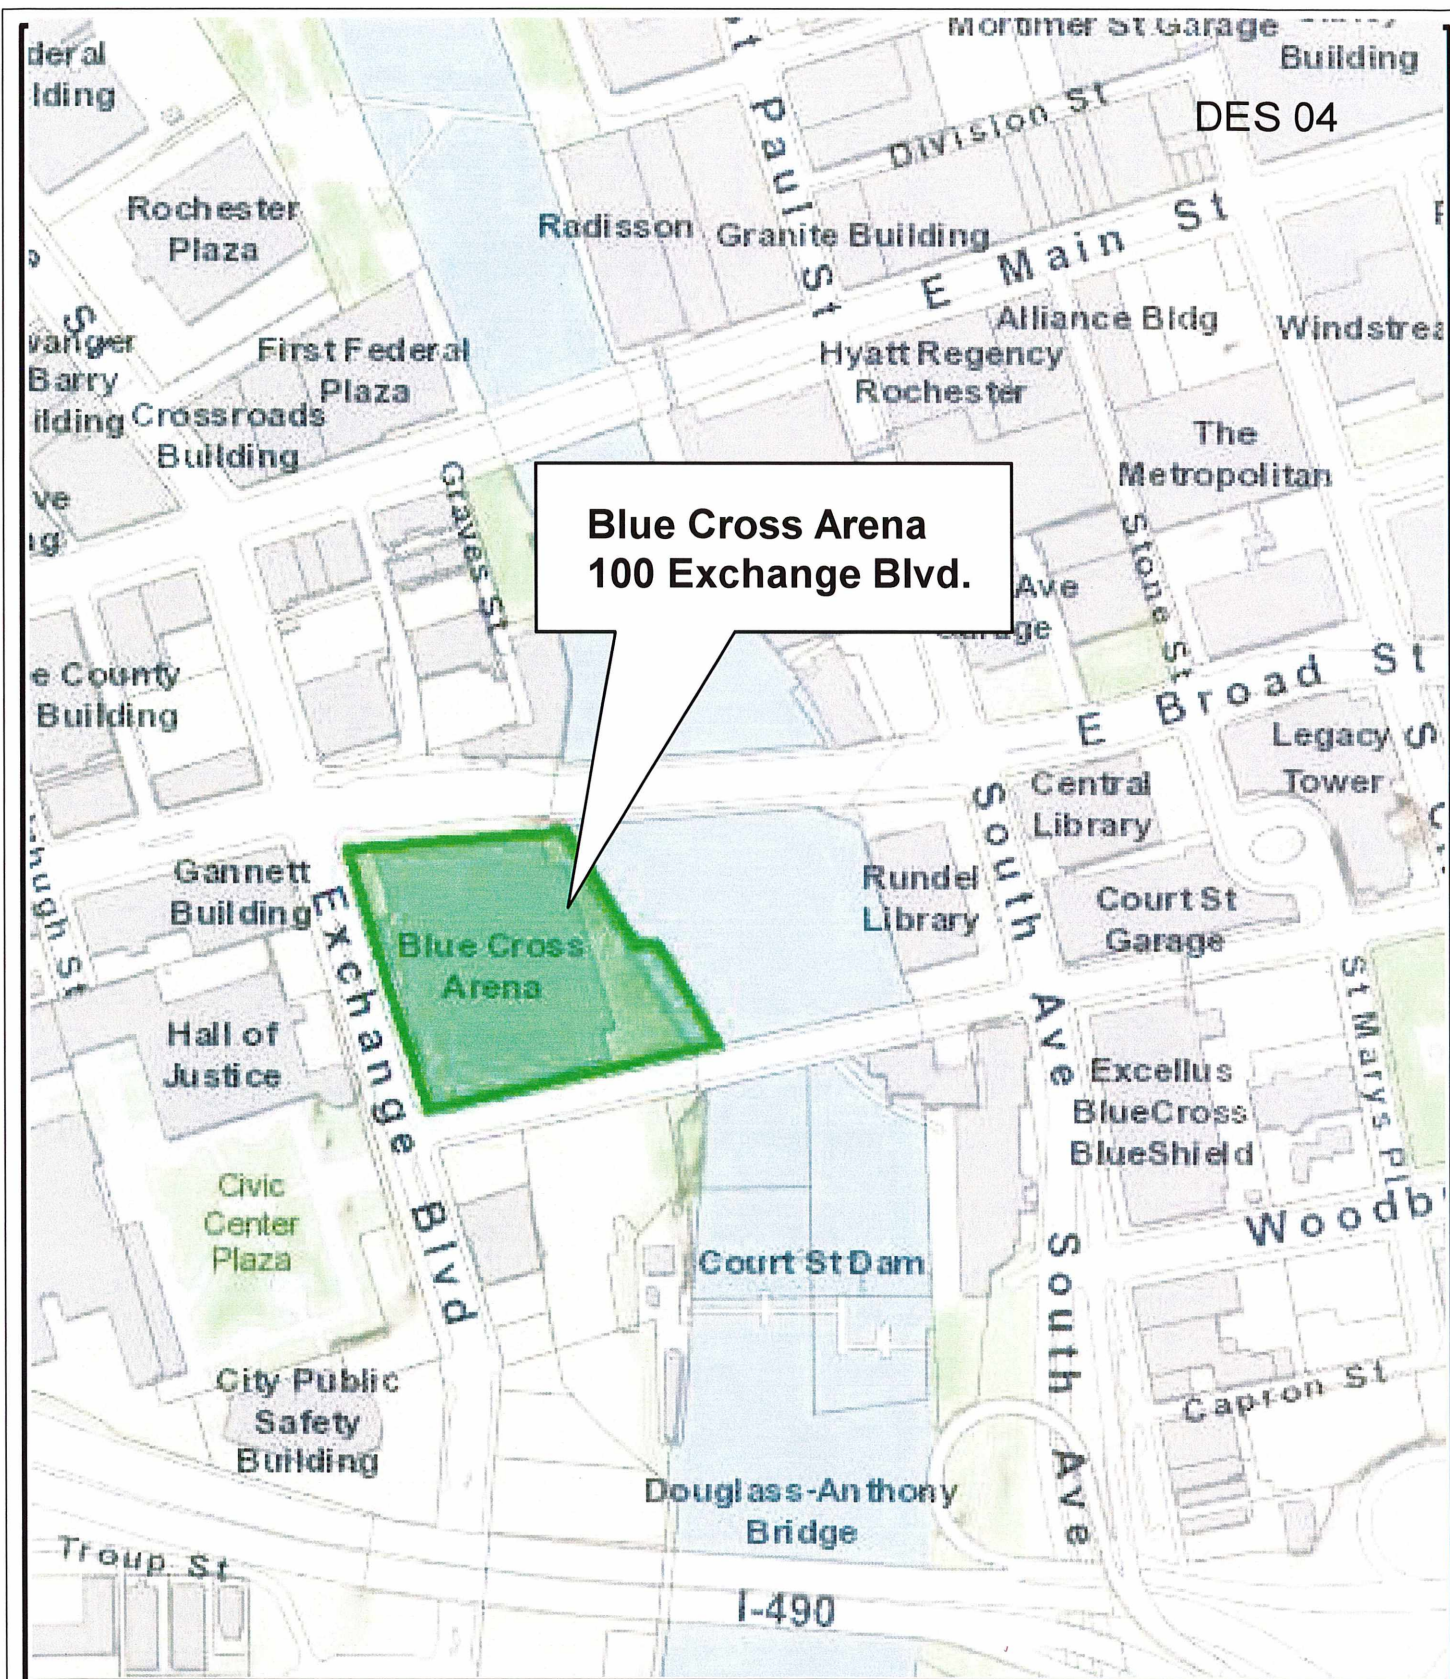 Mortimer St Garage
Building
deral
lding
DES 04
Division St
Paul St
Rochester
Plaza
Radisson
Granite Building
E Main St
Alliance Bldg
Windstrea
Hyatt Regency
Rochester
First Federal
Plaza
Barry
ilding
Crossroads
Building
The
Metropolitan
Graves St
Blue Cross Arena
100 Exchange Blvd.
Ave
Stone St
e County
Building
E Broad St
Legacy
Tower
Central
Library
South Ave
Gannett
Building
Rundel
Library
Court St
Garage
hugh St
Exchange Blvd
Blue Cross
Arena
Hall of
Justice
St Marys Pl
Excellus
BlueCross
BlueShield
Civic
Center
Plaza
Woodb
Court St Dam
South Ave
City Public
Safety
Building
Capron St
Douglass-Anthony
Bridge
Troup St
I-490